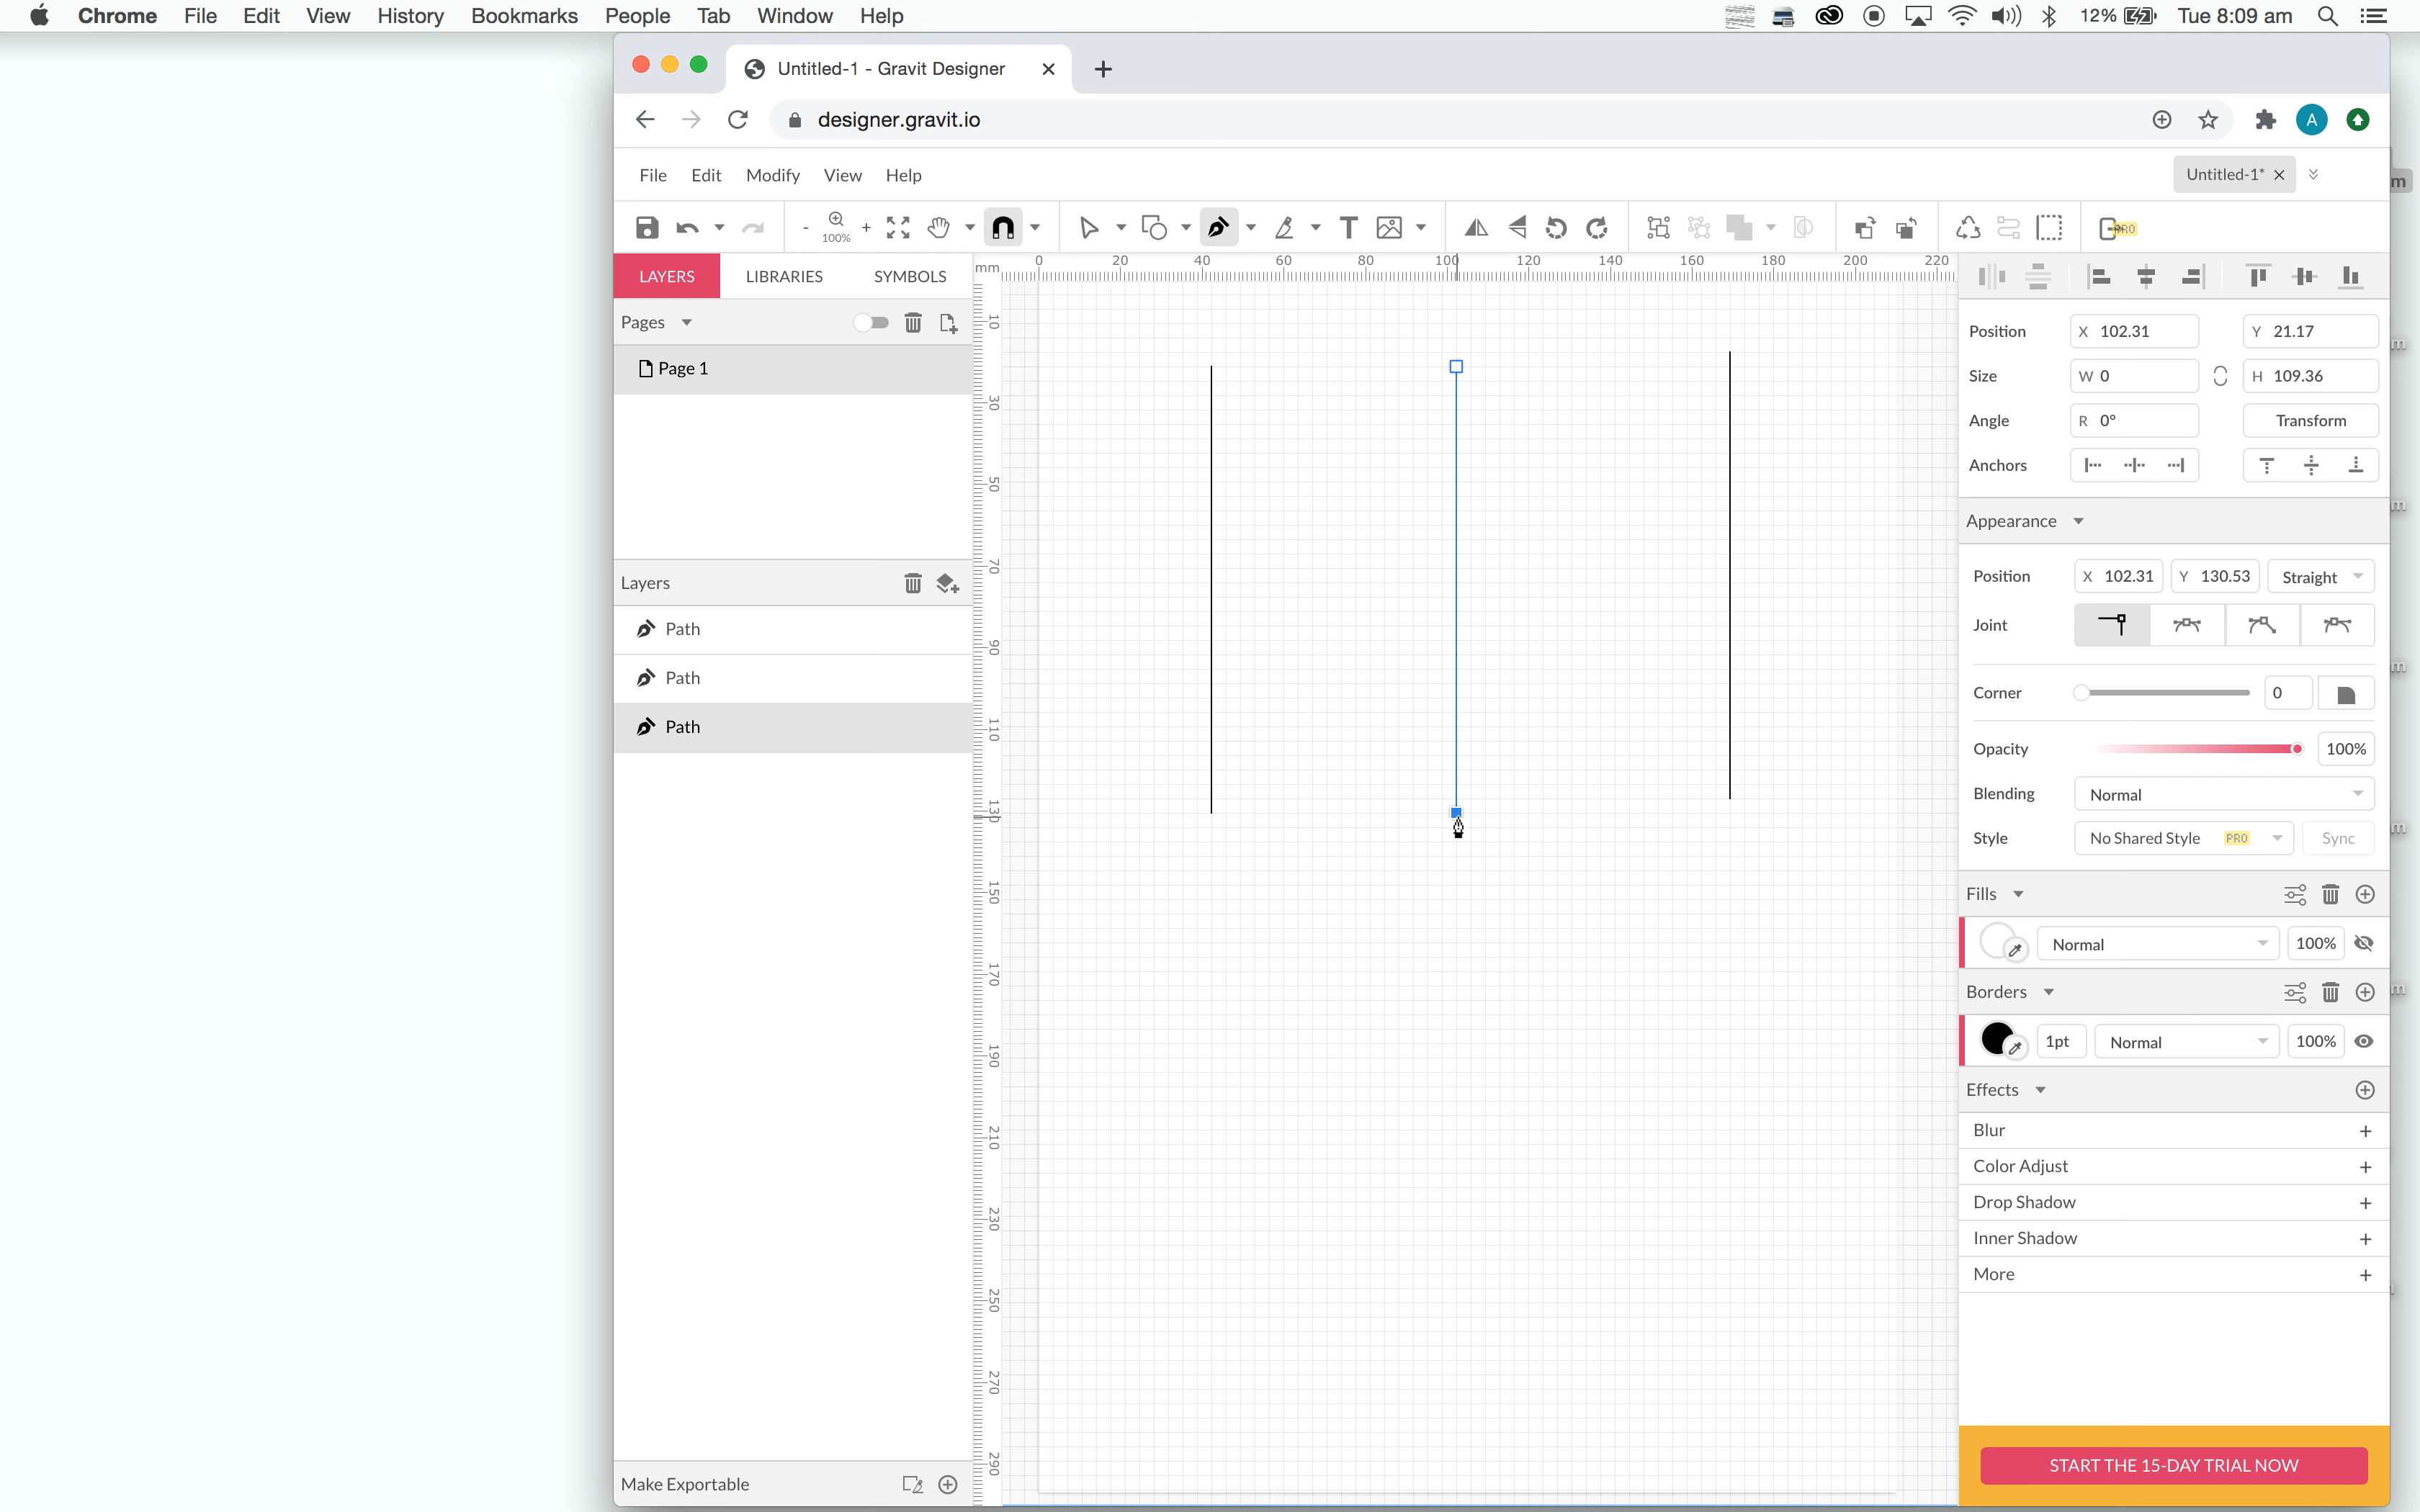 Chrome File Edit View History Bookmarks People Tab Window Help 12% Tue 8:09 am
Untitled-1 - Gravit Designer
designer.gravit.io A
File Edit Modify View Help Untitled-1*
m
- 100% + T PRO
LAYERS LIBRARIES SYMBOLS
mm 0 20 40 60 80 100 120 140 160 180 200 220
Pages
Page 1
Layers
Path
Path
Path
Make Exportable
10
30
50
70
90
110
130
150
170
190
210
230
250
270
290
Position X 102.31 Y 21.17
Size W 0 H 109.36
Angle R 0° Transform
Anchors
Appearance
Position X 102.31 Y 130.53 Straight
Joint
Corner 0
Opacity 100%
Blending Normal
Style No Shared Style PRO Sync
Fills
Normal 100%
Borders
1pt Normal 100%
Effects
Blur +
Color Adjust +
Drop Shadow +
Inner Shadow +
More +
START THE 15-DAY TRIAL NOW
m
m
m
m
m